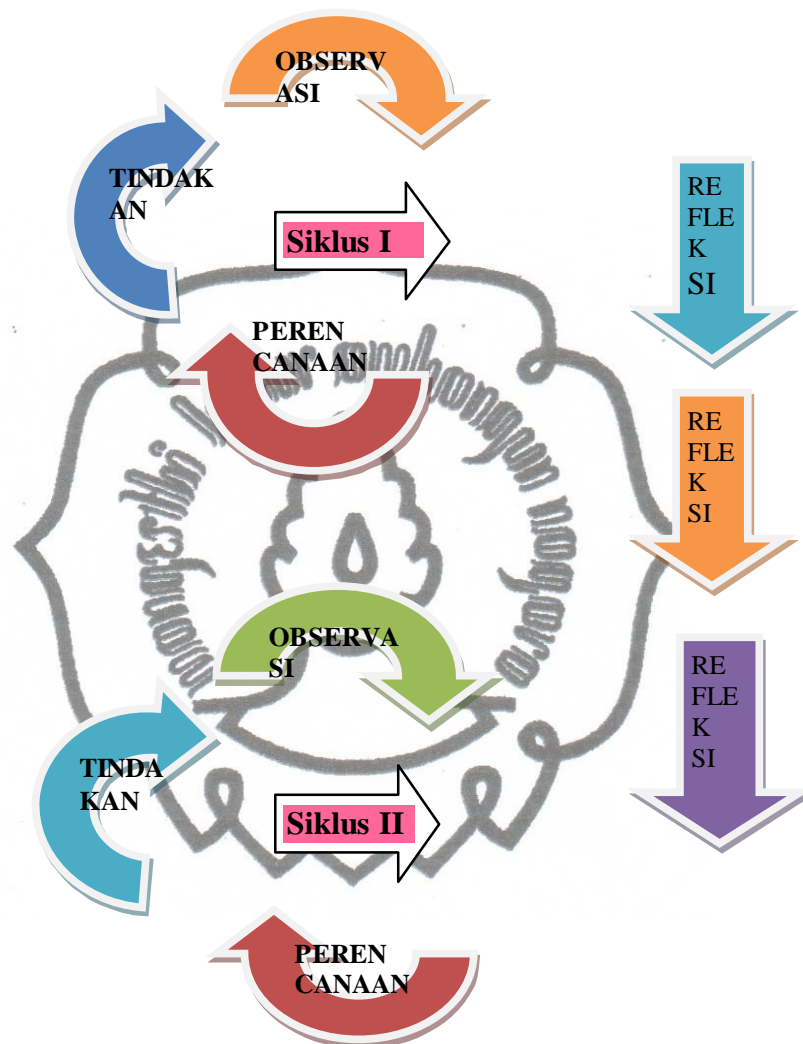 OBSERV
ASI
TINDAK
AN
Siklus I
RE
FLE
K
SI
PEREN
CANAAN
RE
FLE
K
SI
OBSERVA
SI
RE
FLE
K
SI
TINDA
KAN
Siklus II
PEREN
CANAAN